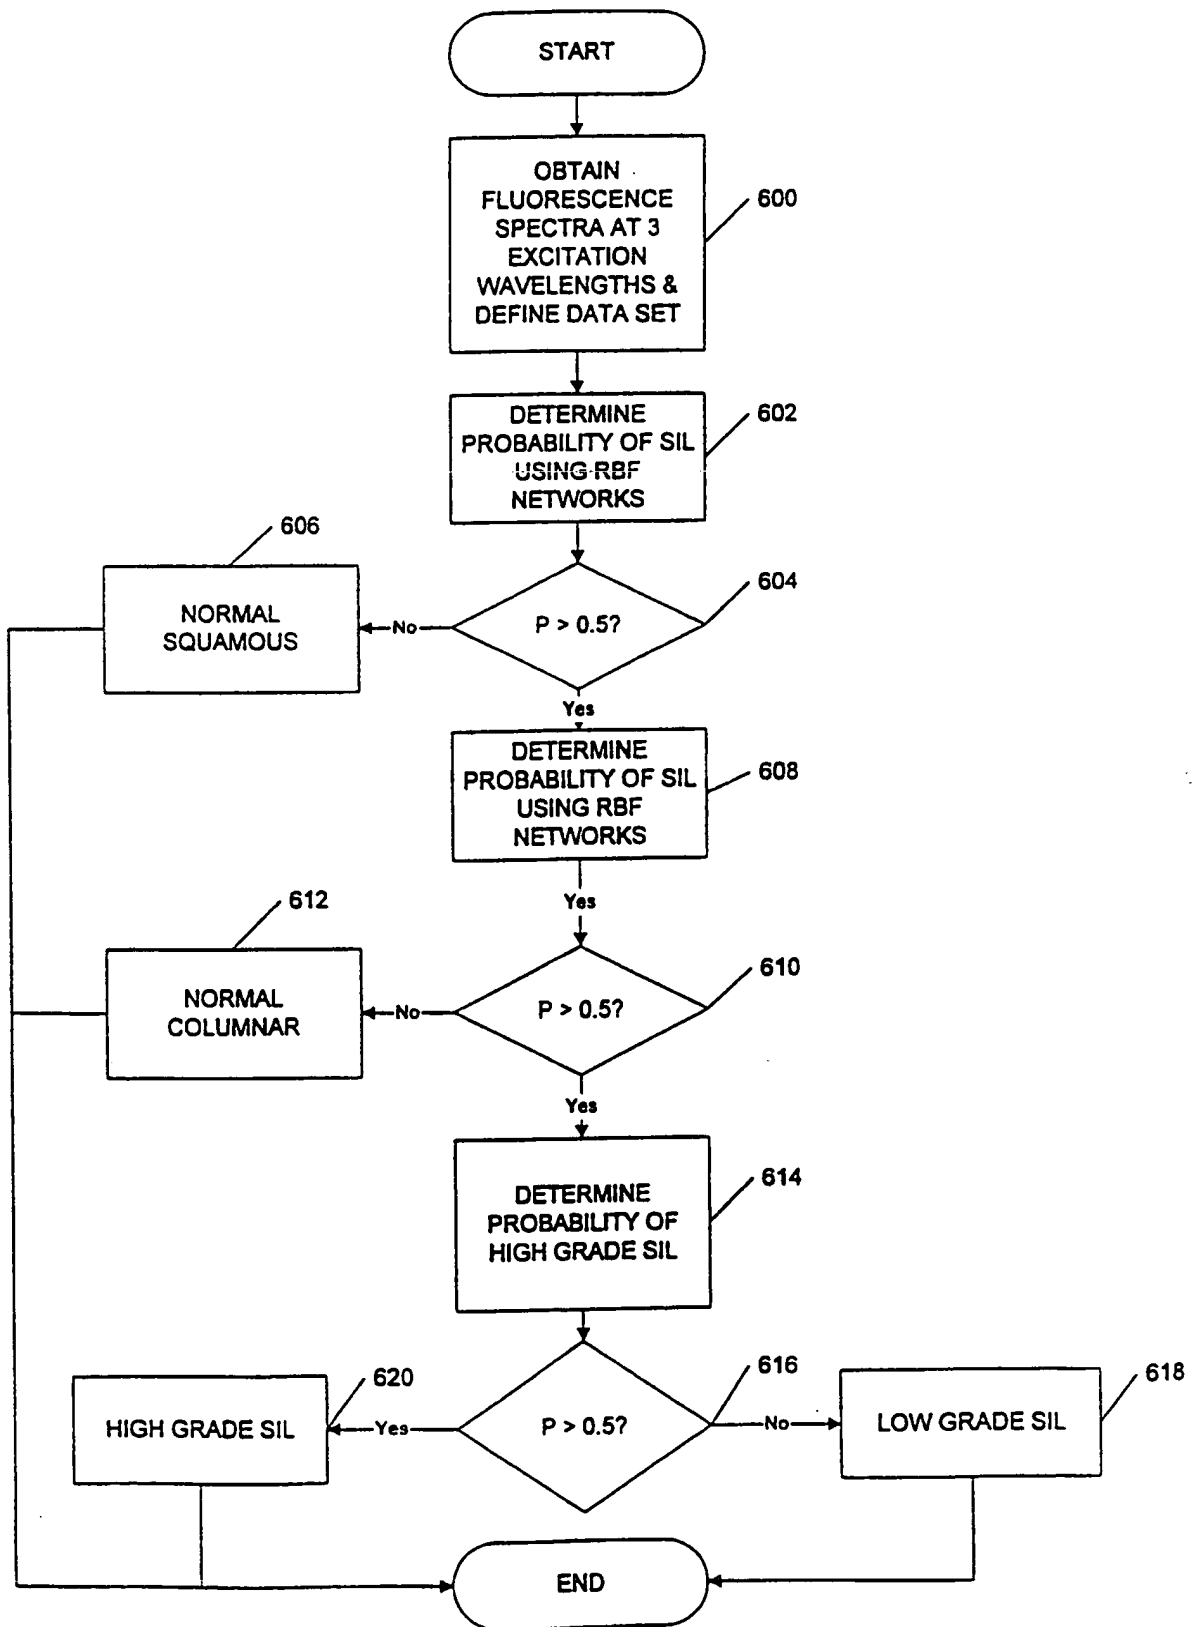 START
OBTAIN
FLUORESCENCE
SPECTRA AT 3
EXCITATION
WAVELENGTHS &
DEFINE DATA SET
600
DETERMINE
PROBABILITY OF SIL
USING RBF
NETWORKS
602
606
NORMAL
SQUAMOUS
No
P > 0.5?
604
Yes
DETERMINE
PROBABILITY OF SIL
USING RBF
NETWORKS
608
Yes
612
NORMAL
COLUMNAR
No
P > 0.5?
610
Yes
DETERMINE
PROBABILITY OF
HIGH GRADE SIL
614
620
HIGH GRADE SIL
Yes
P > 0.5?
616
No
LOW GRADE SIL
618
END